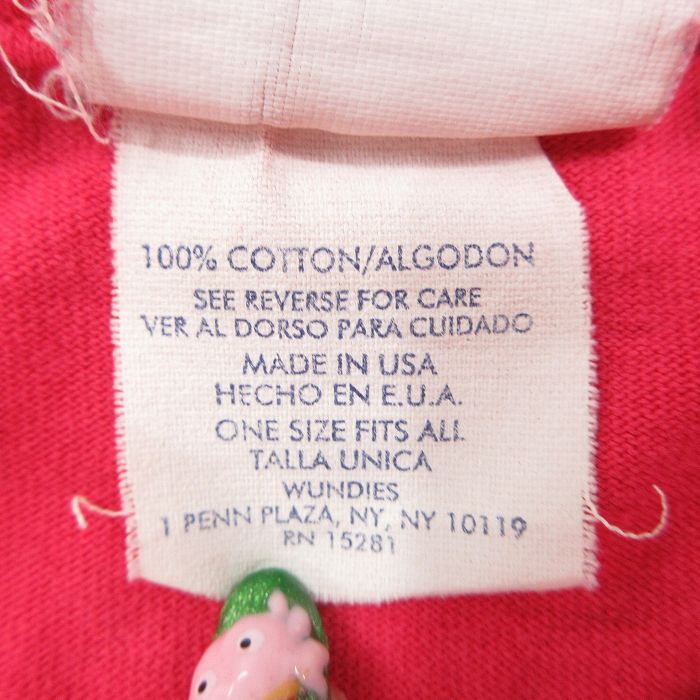 100% COTTON/ALGODON
SEE REVERSE FOR CARE
VER AL DORSO PARA CUIDADO
MADE IN USA
HECHO EN E.U.A.
ONE SIZE FITS ALL
TALLA UNICA
WUNDIES
1 PENN PLAZA, NY, NY 10119
RN 15281